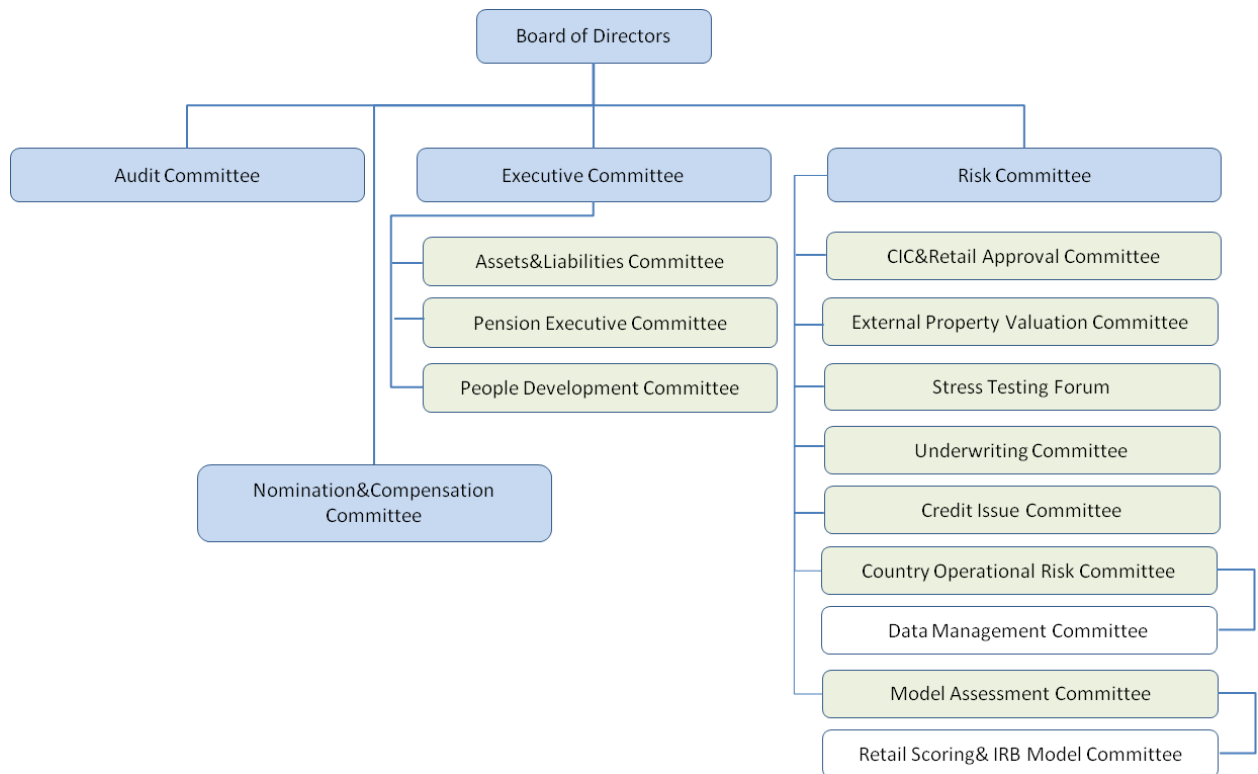 Board of Directors
Audit Committee
Executive Committee
Risk Committee
Assets&Liabilities Committee
Pension Executive Committee
People Development Committee
Nomination&Compensation
Committee
CIC&Retail Approval Committee
External Property Valuation Committee
Stress Testing Forum
Underwriting Committee
Credit Issue Committee
Country Operational Risk Committee
Data Management Committee
Model Assessment Committee
Retail Scoring& IRB Model Committee